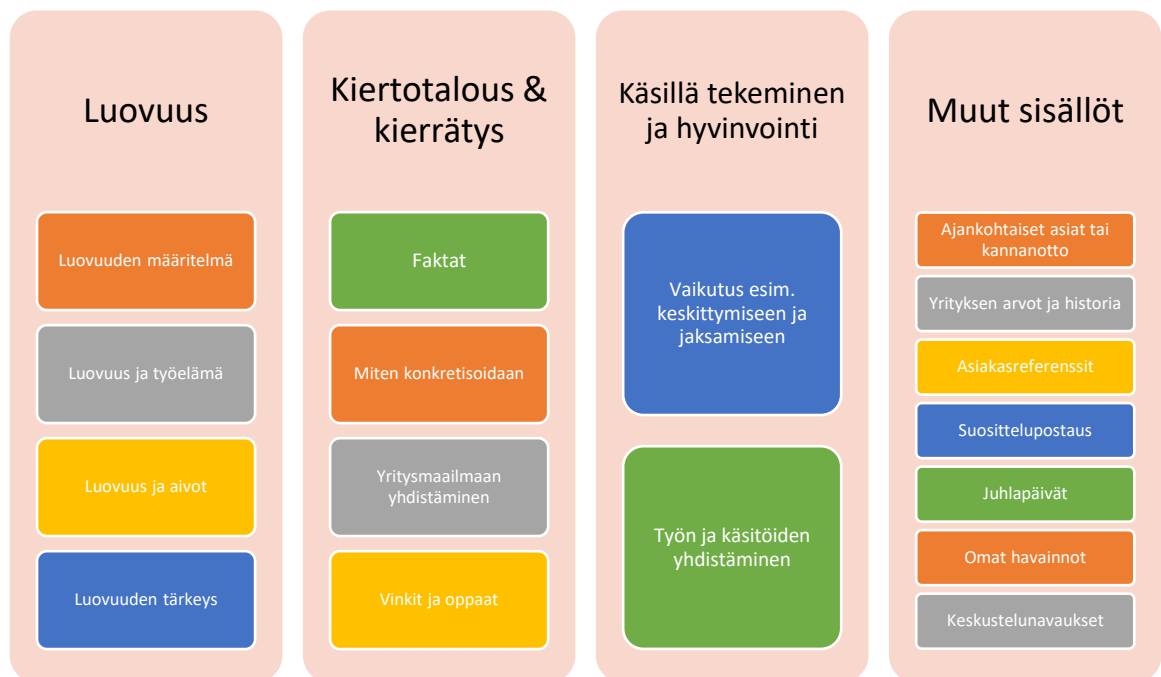 Luovuus
Luovuuden määritelmä
Luovuus ja työelämä
Luovuus ja aivot
Luovuuden tärkeys
Kiertotalous &
kierrätys
Faktat
Miten konkretisoidaan
Yritysmaailmaan
yhdistäminen
Vinkit ja oppaat
Käsillä tekeminen
ja hyvinvointi
Vaikutus esim.
keskittymiseen ja
jaksamiseen
Työn ja käsitöiden
yhdistäminen
Muut sisällöt
Ajankohtaiset asiat tai
kannanotto
Yrityksen arvot ja historia
Asiakasreferenssit
Suosittelupostaus
Juhlapäivät
Omat havainnot
Keskustelunavaukset